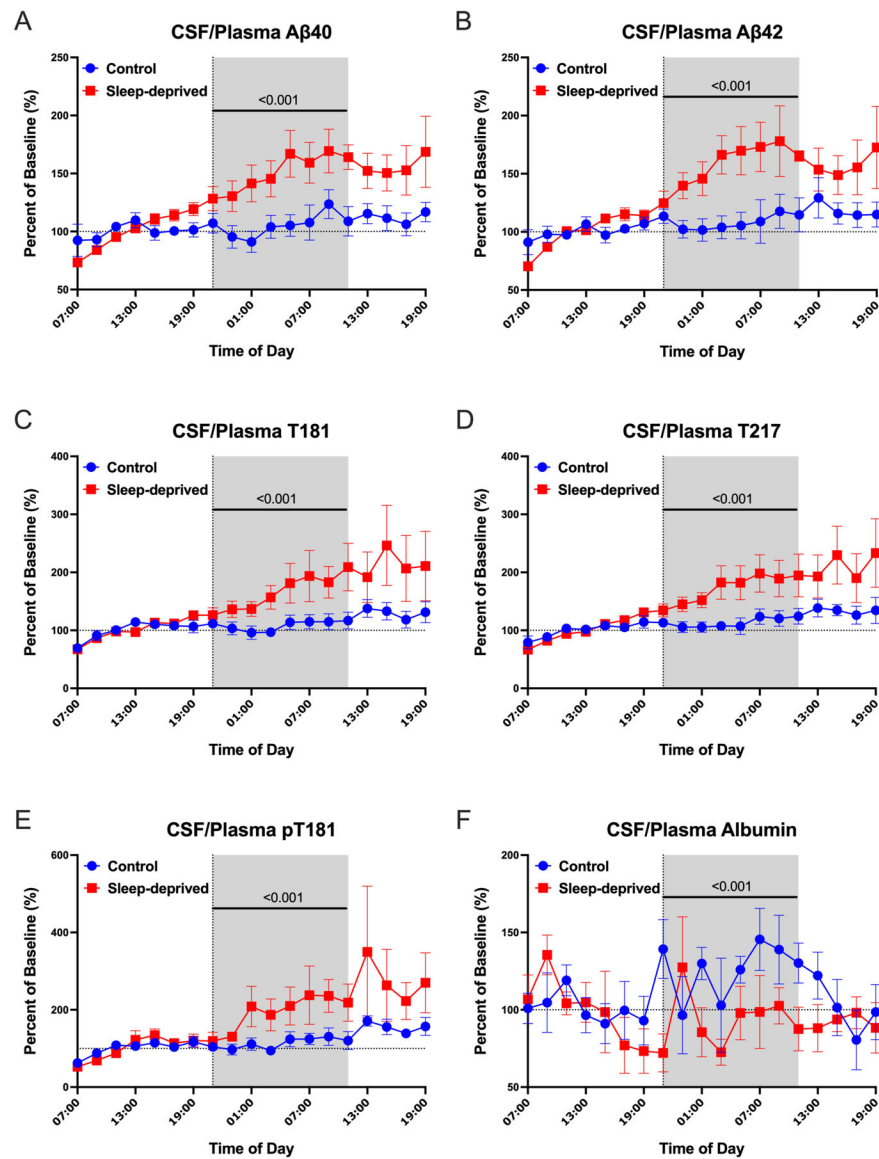 A
CSF/Plasma Aβ40
Control
Sleep-deprived
<0.001
Percent of Baseline (%)
250
200
150
100
50
07:00 13:00 19:00 01:00 07:00 13:00 19:00
Time of Day
B
CSF/Plasma Aβ42
Control
Sleep-deprived
<0.001
Percent of Baseline (%)
250
200
150
100
50
07:00 13:00 19:00 01:00 07:00 13:00 19:00
Time of Day
C
CSF/Plasma T181
Control
Sleep-deprived
<0.001
Percent of Baseline (%)
400
300
200
100
0
07:00 13:00 19:00 01:00 07:00 13:00 19:00
Time of Day
D
CSF/Plasma T217
Control
Sleep-deprived
<0.001
Percent of Baseline (%)
400
300
200
100
0
07:00 13:00 19:00 01:00 07:00 13:00 19:00
Time of Day
E
CSF/Plasma pT181
Control
Sleep-deprived
<0.001
Percent of Baseline (%)
600
400
200
0
07:00 13:00 19:00 01:00 07:00 13:00 19:00
Time of Day
F
CSF/Plasma Albumin
Control
Sleep-deprived
<0.001
Percent of Baseline (%)
200
150
100
50
07:00 13:00 19:00 01:00 07:00 13:00 19:00
Time of Day